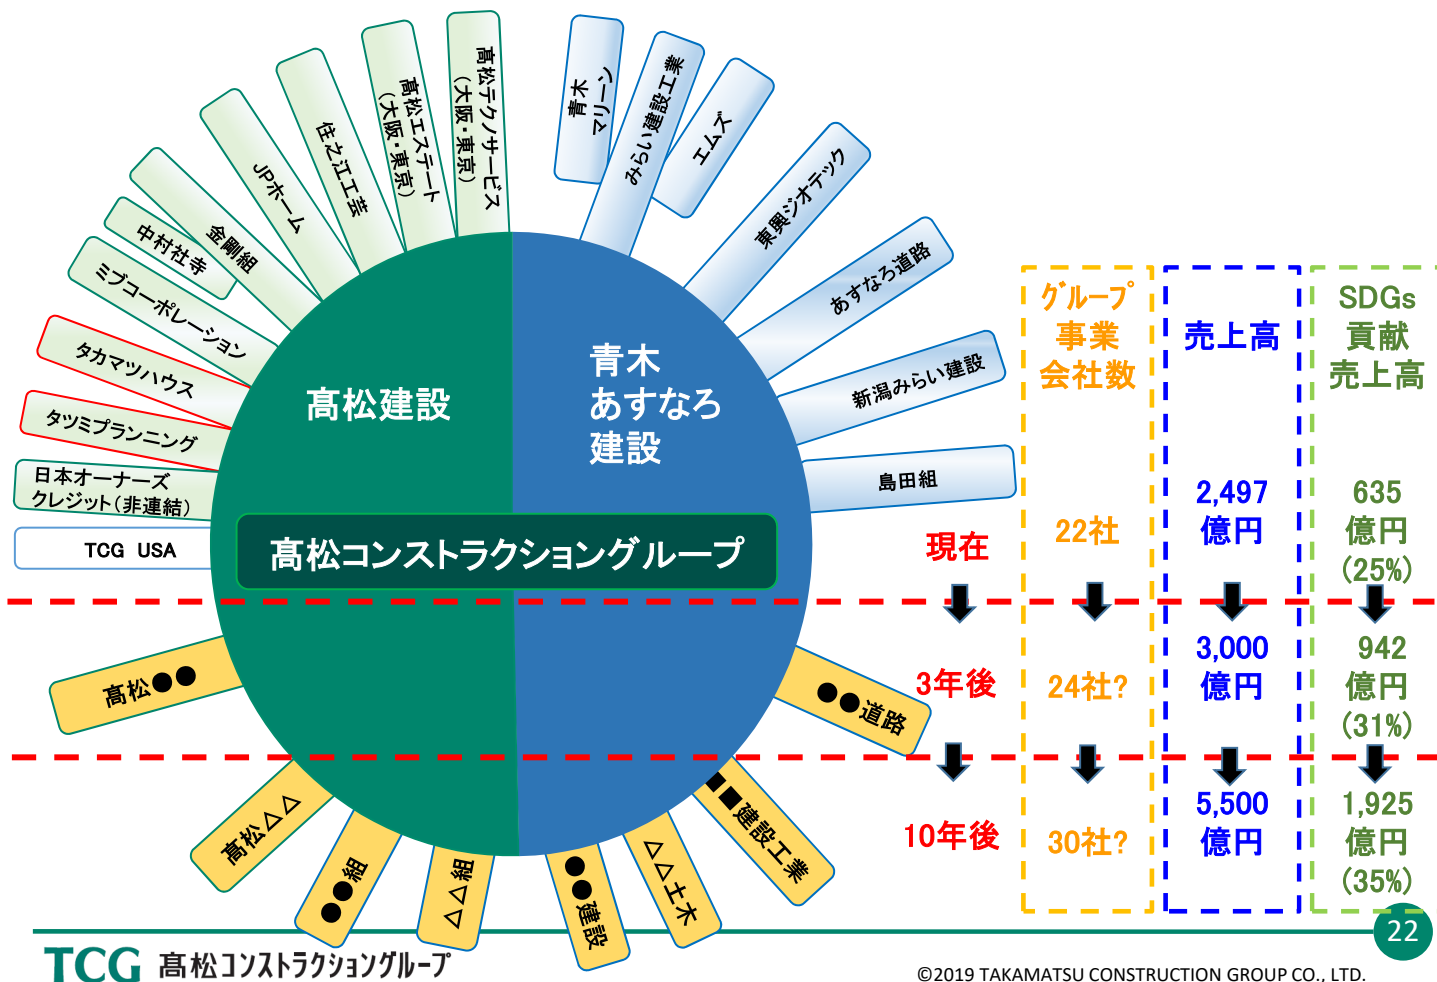 髙松テクノサービス
(大阪・東京)
髙松エステート
(大阪・東京)
住之江工芸
JPホーム
金剛組
中村社寺
ミブコーポレーション
タカマツハウス
タツミプランニング
日本オーナーズ
クレジット(非連結)
TCG USA
青木
マリーン
みらい建設工業
エムズ
東興ジオテック
あすなろ道路
新潟みらい建設
島田組
髙松建設
青木
あすなろ
建設
髙松コンストラクショングループ
グループ
事業
会社数
売上高
SDGs
貢献
売上高
現在
22社
2,497
億円
635
億円
(25%)
3年後
24社?
3,000
億円
942
億円
(31%)
10年後
30社?
5,500
億円
1,925
億円
(35%)
髙松●●
●●道路
髙松△△
●●組
△△組
●●建設
△△土木
■■建設工業
22
TCG 髙松コンストラクショングループ
©2019 TAKAMATSU CONSTRUCTION GROUP CO., LTD.